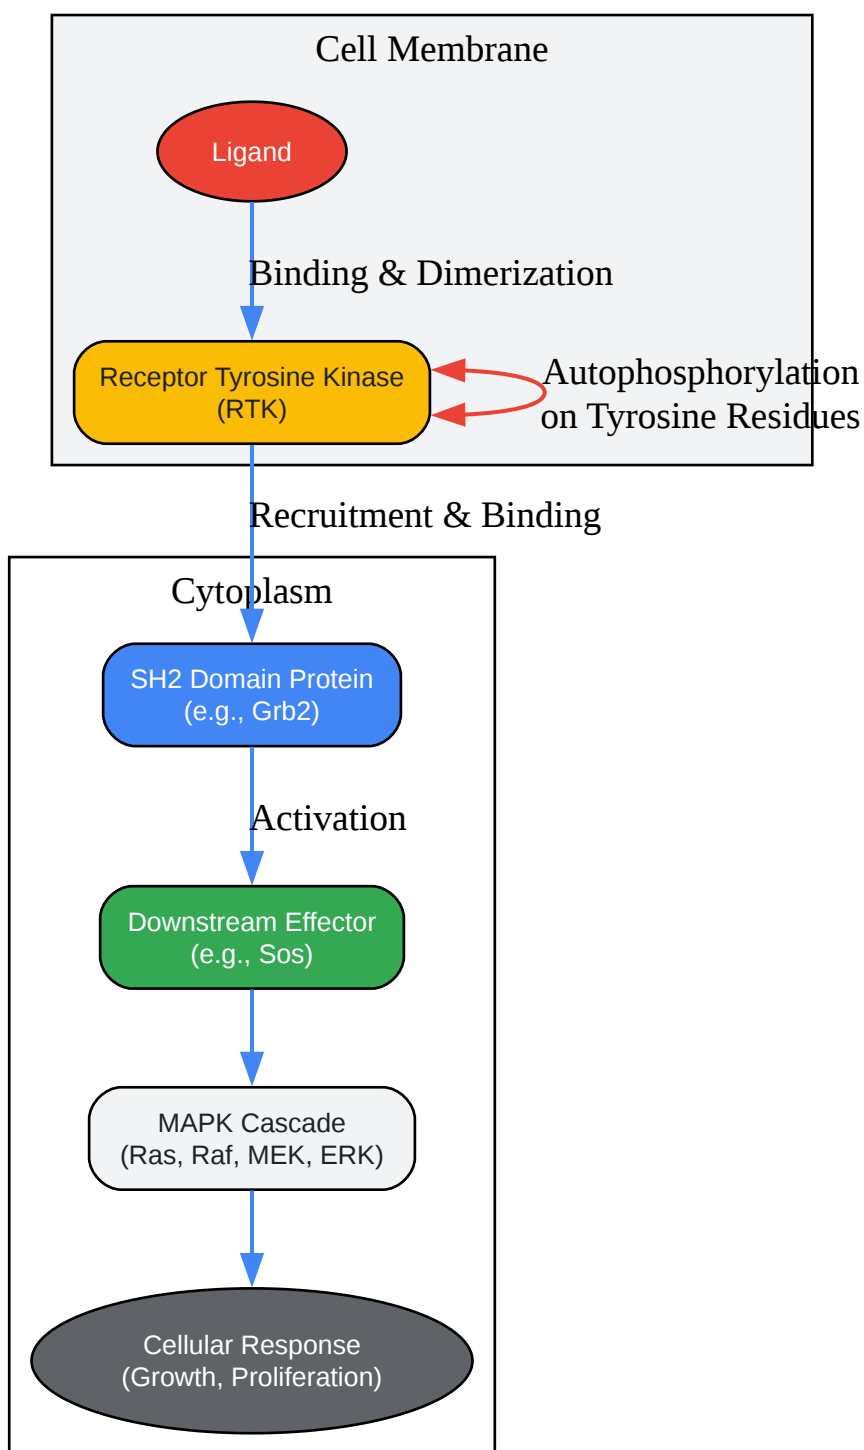 Cell Membrane
Ligand
Binding & Dimerization
Receptor Tyrosine Kinase
(RTK)
Autophosphorylation
on Tyrosine Residues
Recruitment & Binding
Cytoplasm
SH2 Domain Protein
(e.g., Grb2)
Activation
Downstream Effector
(e.g., Sos)
MAPK Cascade
(Ras, Raf, MEK, ERK)
Cellular Response
(Growth, Proliferation)